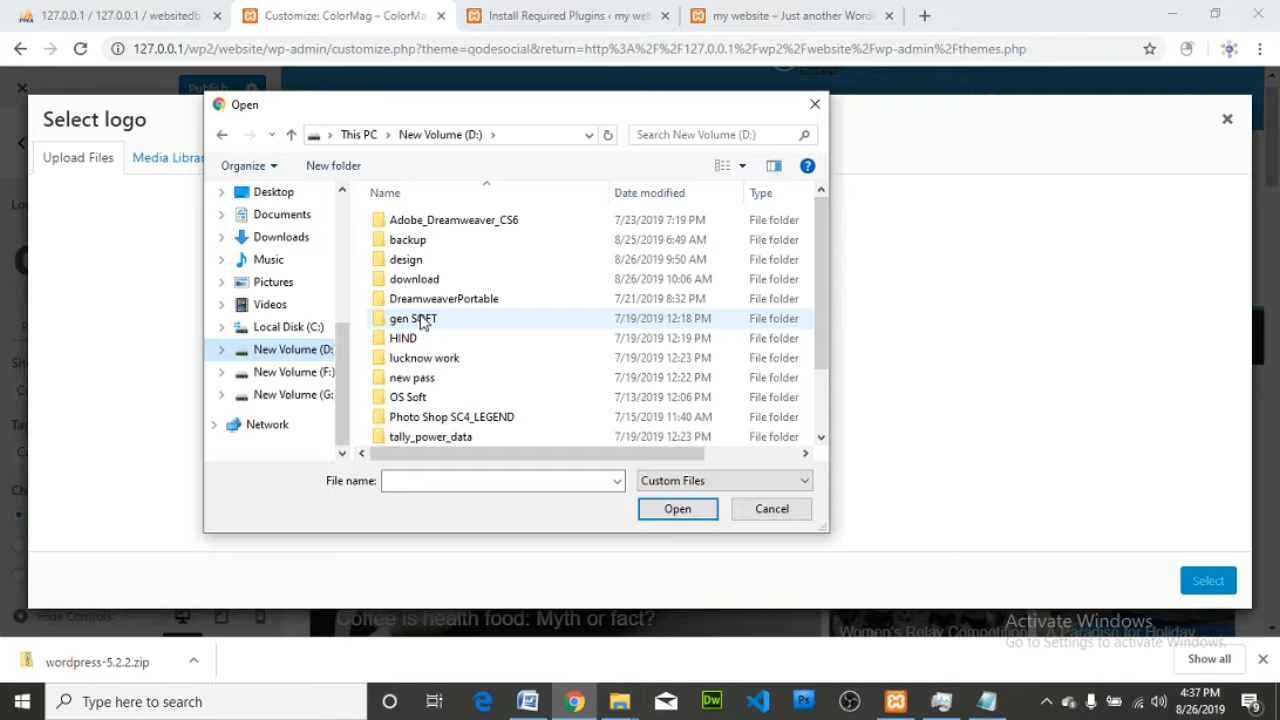 127.0.0.1 / 127.0.0.1 / websitedb
Customize: ColorMag – ColorMa
Install Required Plugins ‹ my web
my website – Just another Word
127.0.0.1/wp2/website/wp-admin/customize.php?theme=qodesocial&return=http%3A%2F%2F127.0.0.1%2Fwp2%2Fwebsite%2Fwp-admin%2Fthemes.php
Publish
Select logo
Upload Files
Media Librar
Open
This PC
New Volume (D:)
Search New Volume (D:)
Organize
New folder
Desktop
Documents
Downloads
Music
Pictures
Videos
Local Disk (C:)
New Volume (D:
New Volume (F:)
New Volume (G:
Network
Name
Date modified
Type
Adobe_Dreamweaver_CS6 7/23/2019 7:19 PM File folder
backup 8/25/2019 6:49 AM File folder
design 8/26/2019 9:50 AM File folder
download 8/26/2019 10:06 AM File folder
DreamweaverPortable 7/21/2019 8:32 PM File folder
gen SOFT 7/19/2019 12:18 PM File folder
HIND 7/19/2019 12:19 PM File folder
lucknow work 7/19/2019 12:23 PM File folder
new pass 7/19/2019 12:22 PM File folder
OS Soft 7/13/2019 12:06 PM File folder
Photo Shop SC4_LEGEND 7/15/2019 11:40 AM File folder
tally_power_data 7/19/2019 12:23 PM File folder
File name:
Custom Files
Open
Cancel
Select
Hide Controls
Coffee is health food: Myth or fact?
Women's Relay Competition
A Paradise for Holiday
Activate Windows
Go to Settings to activate Windows.
wordpress-5.2.2.zip
Show all
Type here to search
4:37 PM
8/26/2019